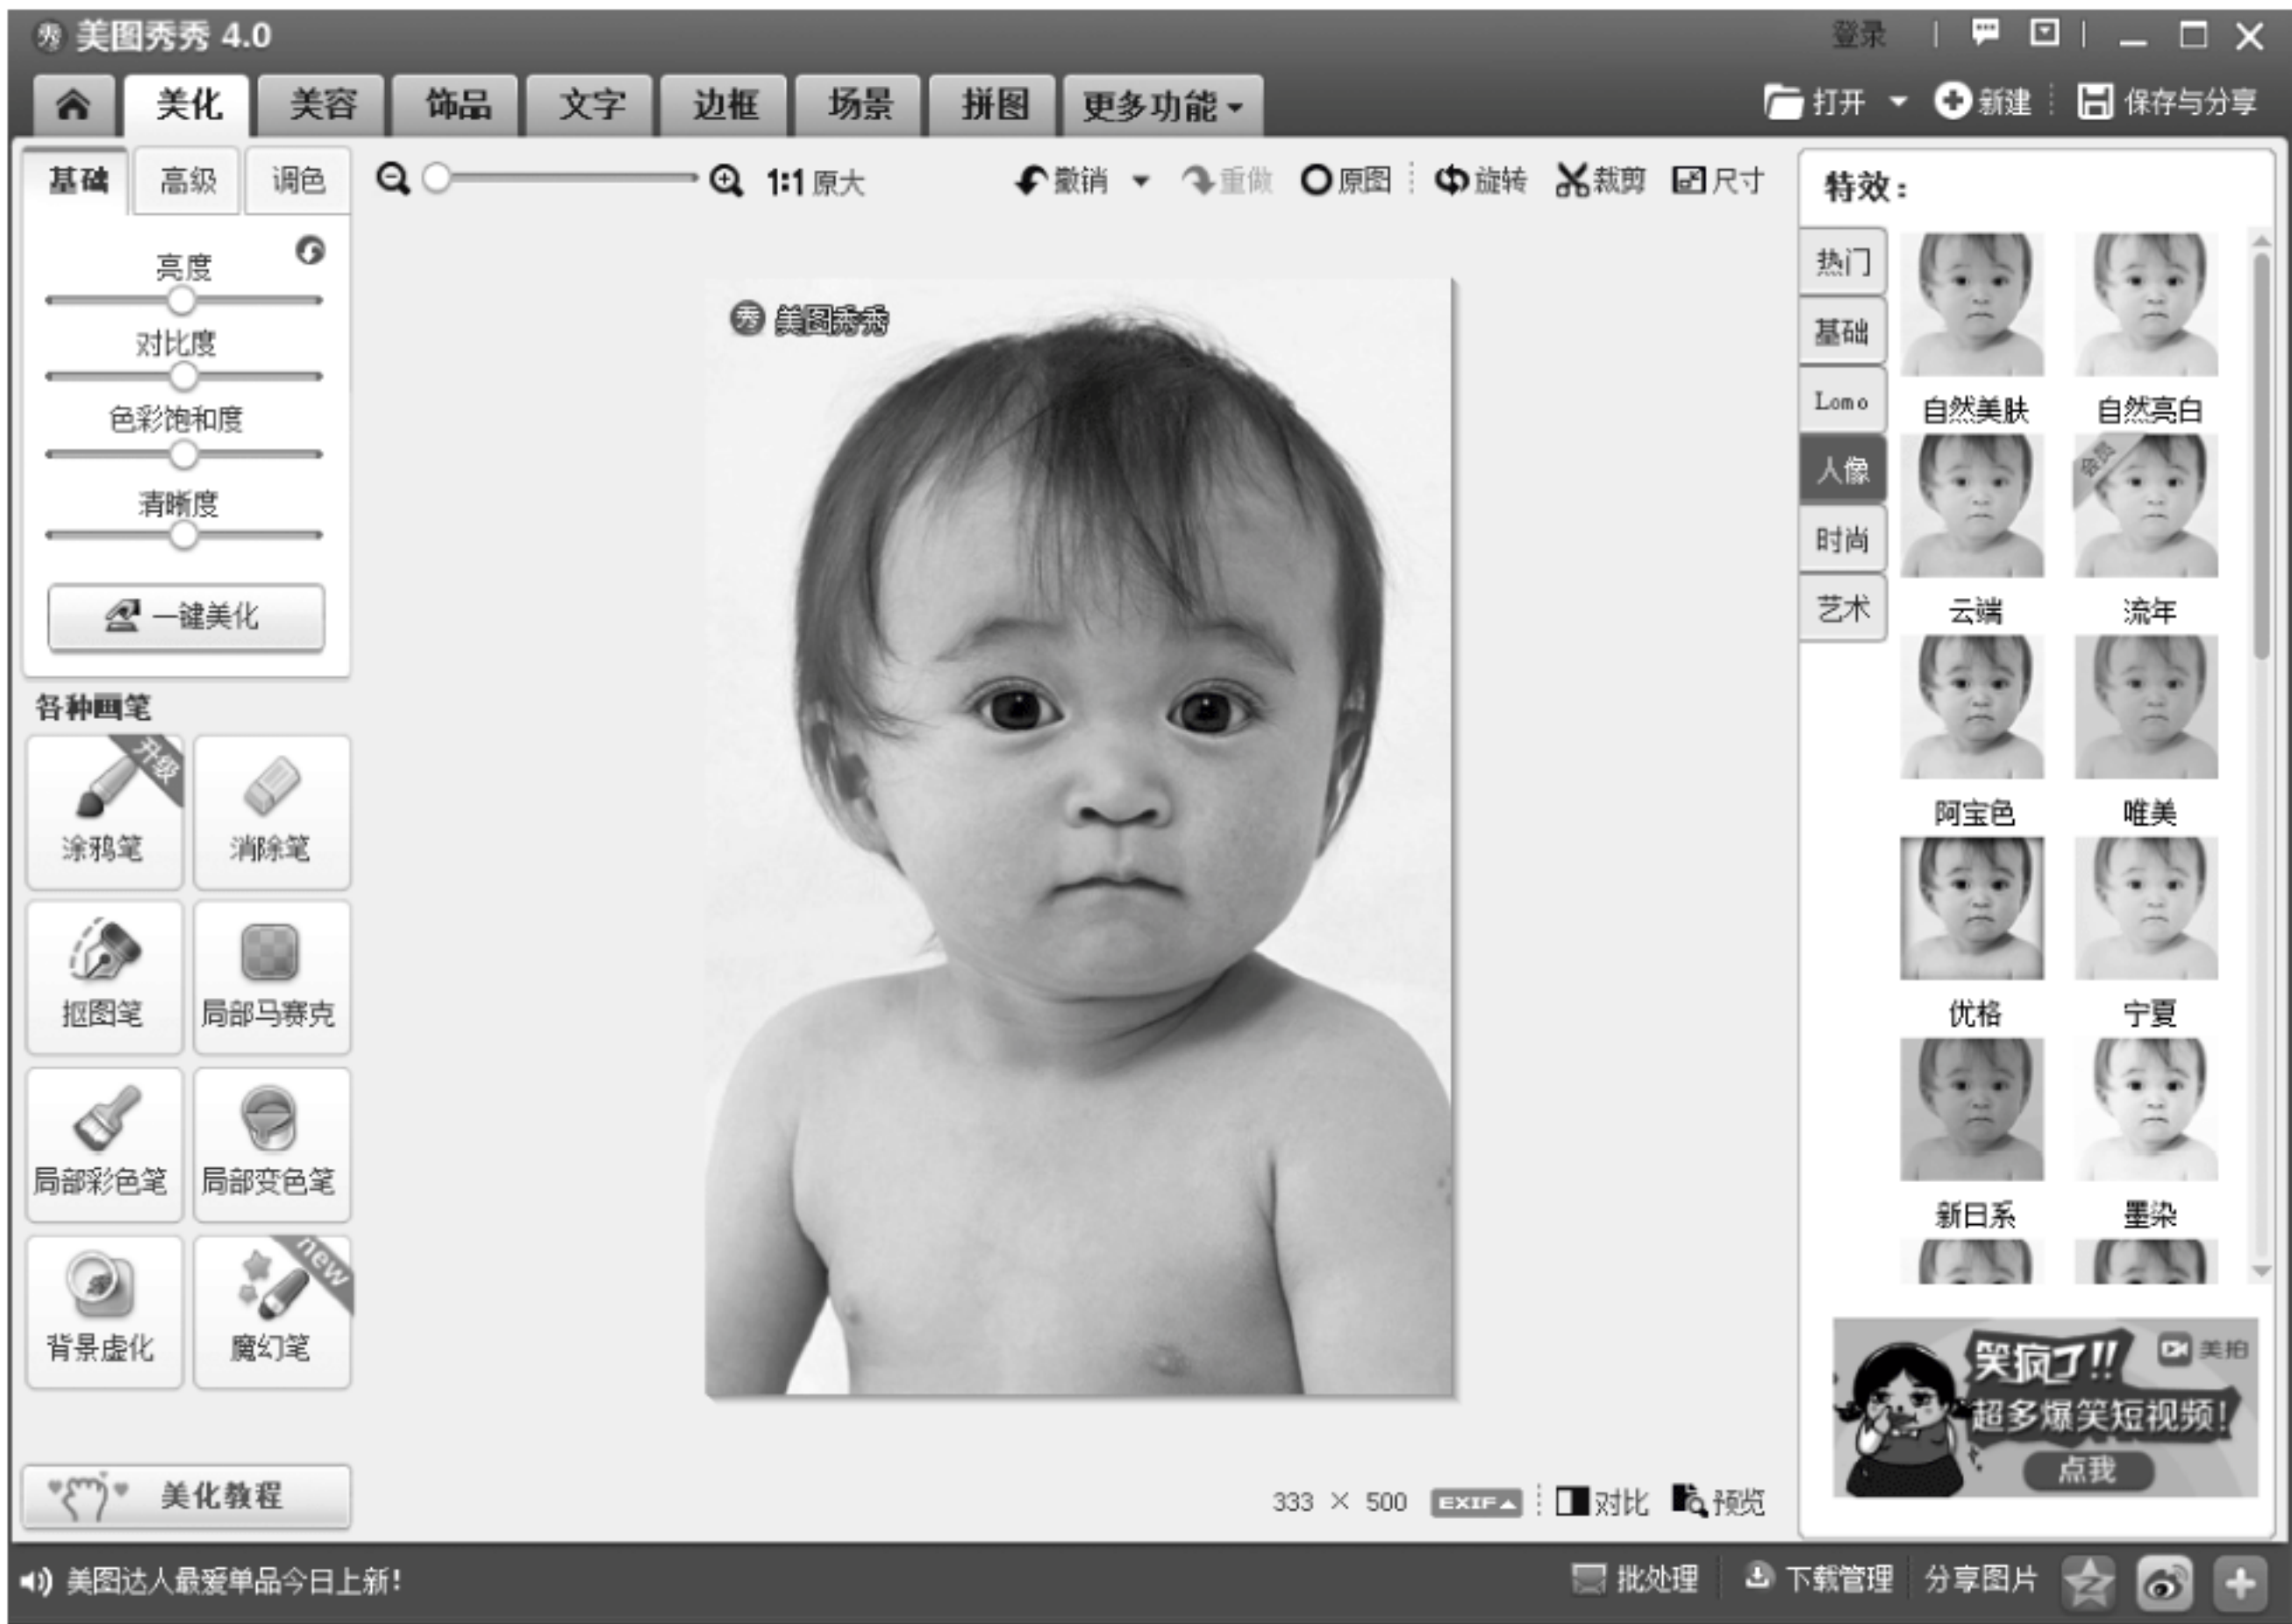 秀 美图秀秀 4.0
登录
美化 美容 饰品 文字 边框 场景 拼图 更多功能
打开 新建 保存与分享
基础 高级 调色
1:1 原大 撤销 重做 原图 旋转 裁剪 尺寸
亮度
对比度
色彩饱和度
清晰度
一键美化
各种画笔
升级
涂鸦笔 消除笔
抠图笔 局部马赛克
局部彩色笔 局部变色笔
new
背景虚化 魔幻笔
美化教程
秀 美图秀秀
333 × 500 EXIF 对比 预览
特效：
热门
基础
Lomo
人像
时尚
艺术
自然美肤 自然亮白
会员
云端 流年
阿宝色 唯美
优格 宁夏
新日系 墨染
笑疯了!! 美拍
超多爆笑短视频!
点我
美图达人最爱单品今日上新!
批处理 下载管理 分享图片